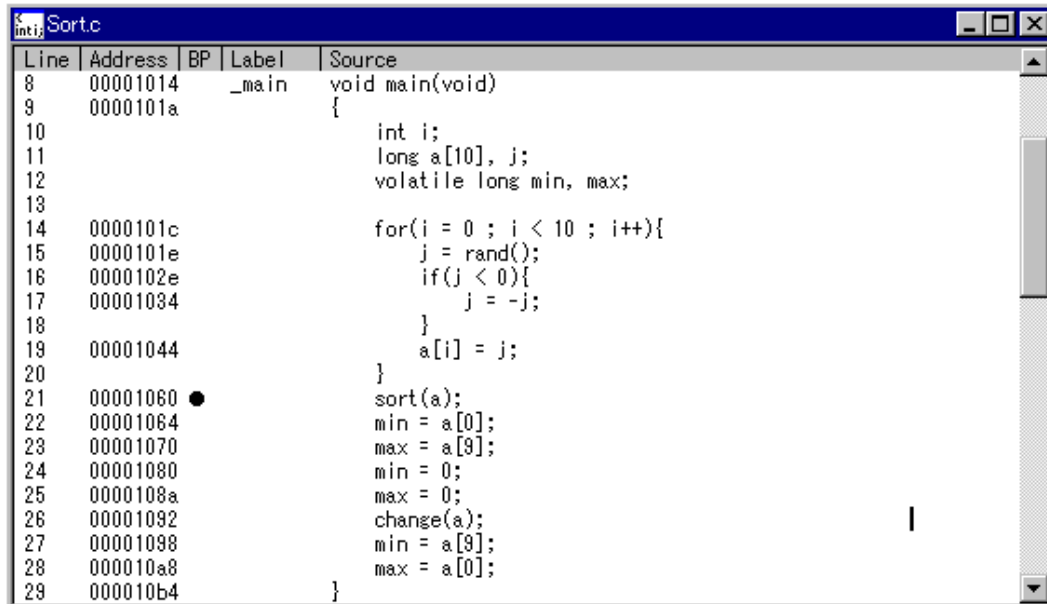 int i; Sort.c
Line Address BP Label Source
8 00001014 _main void main(void)
9 0000101a {
10 int i;
11 long a[10], j;
12 volatile long min, max;
13
14 0000101c for(i = 0 ; i < 10 ; i++){
15 0000101e j = rand();
16 0000102e if(j < 0){
17 00001034 j = -j;
18 }
19 00001044 a[i] = j;
20 }
21 00001060 ● sort(a);
22 00001064 min = a[0];
23 00001070 max = a[9];
24 00001080 min = 0;
25 0000108a max = 0;
26 00001092 change(a);
27 00001098 min = a[9];
28 000010a8 max = a[0];
29 000010b4 }